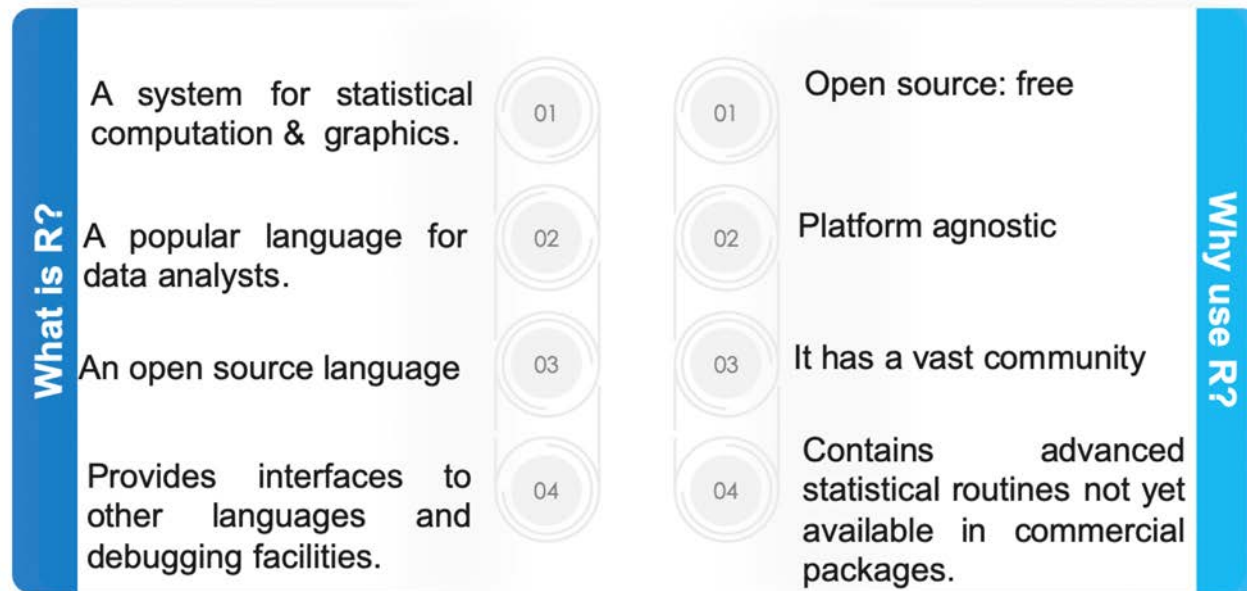 What is R?
A system for statistical
computation & graphics.
01
A popular language for
data analysts.
02
An open source language
03
Provides interfaces to
other languages and
debugging facilities.
04
Why use R?
01
Open source: free
02
Platform agnostic
03
It has a vast community
04
Contains advanced
statistical routines not yet
available in commercial
packages.